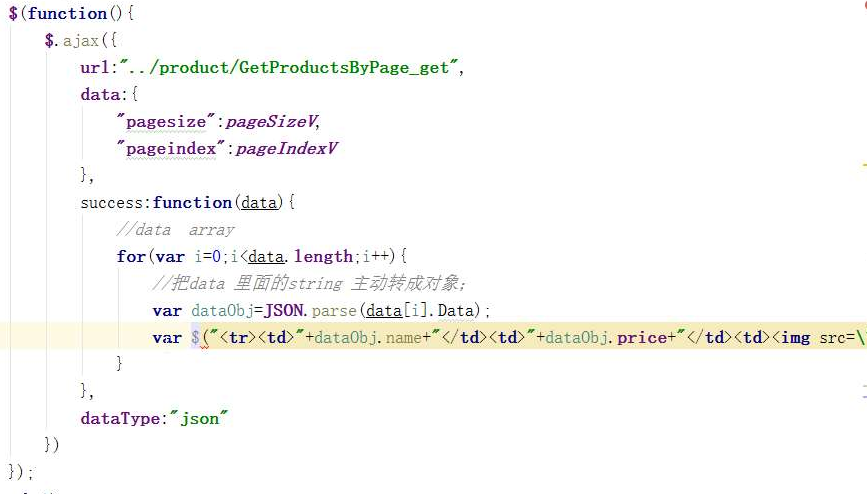 $(function(){
$.ajax({
url:"../product/GetProductsByPage_get",
data:{
"pagesize":pageSizeV,
"pageindex":pageIndexV
},
success:function(data){
//data array
for(var i=0;i<data.length;i++){
//把data 里面的string 主动转成对象;
var dataObj=JSON.parse(data[i].Data);
var $("<tr><td>"+dataObj.name+"</td><td>"+dataObj.price+"</td><td><img src=\
}
},
dataType:"json"
})
});